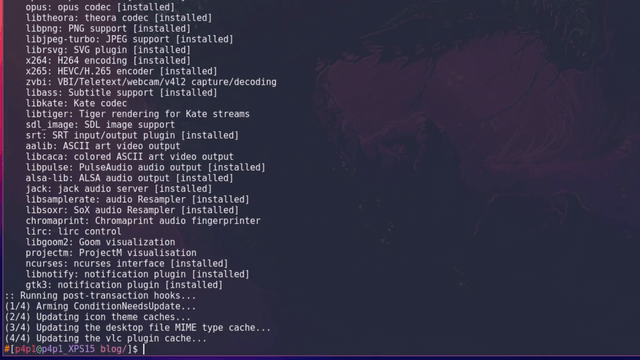 opus: opus codec [installed]
libtheora: theora codec [installed]
libpng: PNG support [installed]
libjpeg-turbo: JPEG support [installed]
librsvg: SVG plugin [installed]
x264: H264 encoding [installed]
x265: HEVC/H.265 encoder [installed]
zvbi: VBI/Teletext/webcam/v4l2 capture/decoding
libass: Subtitle support [installed]
libkate: Kate codec
libtiger: Tiger rendering for Kate streams
sdl_image: SDL image support
srt: SRT input/output plugin [installed]
aalib: ASCII art video output
libcaca: colored ASCII art video output
libpulse: PulseAudio audio output [installed]
alsa-lib: ALSA audio output [installed]
jack: jack audio server [installed]
libsamplerate: audio Resampler [installed]
libsoxr: SoX audio Resampler [installed]
chromaprint: Chromaprint audio fingerprinter
lirc: lirc control
libgoom2: Goom visualization
projectm: ProjectM visualisation
ncurses: ncurses interface [installed]
libnotify: notification plugin [installed]
gtk3: notification plugin [installed]
:: Running post-transaction hooks...
(1/4) Arming ConditionNeedsUpdate...
(2/4) Updating icon theme caches...
(3/4) Updating the desktop file MIME type cache...
(4/4) Updating the vlc plugin cache...
#[p4p1@p4p1_XPS15 blog/]$